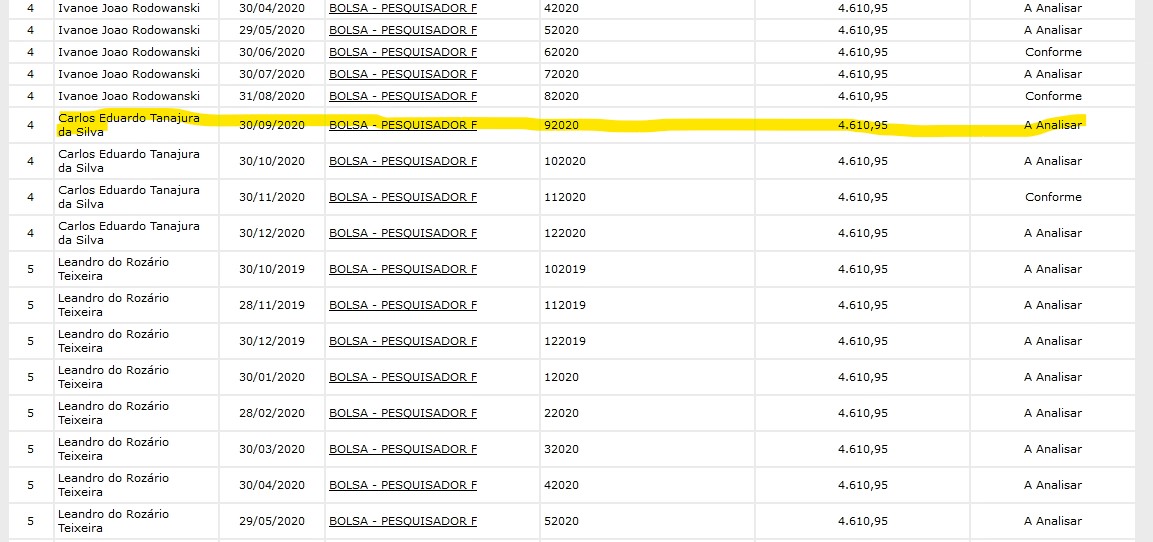 4 Ivanoe Joao Rodowanski 30/04/2020 BOLSA - PESQUISADOR F 42020 4.610,95 A Analisar
4 Ivanoe Joao Rodowanski 29/05/2020 BOLSA - PESQUISADOR F 52020 4.610,95 A Analisar
4 Ivanoe Joao Rodowanski 30/06/2020 BOLSA - PESQUISADOR F 62020 4.610,95 Conforme
4 Ivanoe Joao Rodowanski 30/07/2020 BOLSA - PESQUISADOR F 72020 4.610,95 A Analisar
4 Ivanoe Joao Rodowanski 31/08/2020 BOLSA - PESQUISADOR F 82020 4.610,95 Conforme
4 Carlos Eduardo Tanajura
da Silva 30/09/2020 BOLSA - PESQUISADOR F 92020 4.610,95 A Analisar
4 Carlos Eduardo Tanajura
da Silva 30/10/2020 BOLSA - PESQUISADOR F 102020 4.610,95 A Analisar
4 Carlos Eduardo Tanajura
da Silva 30/11/2020 BOLSA - PESQUISADOR F 112020 4.610,95 Conforme
4 Carlos Eduardo Tanajura
da Silva 30/12/2020 BOLSA - PESQUISADOR F 122020 4.610,95 A Analisar
5 Leandro do Rozário
Teixeira 30/10/2019 BOLSA - PESQUISADOR F 102019 4.610,95 A Analisar
5 Leandro do Rozário
Teixeira 28/11/2019 BOLSA - PESQUISADOR F 112019 4.610,95 A Analisar
5 Leandro do Rozário
Teixeira 30/12/2019 BOLSA - PESQUISADOR F 122019 4.610,95 A Analisar
5 Leandro do Rozário
Teixeira 30/01/2020 BOLSA - PESQUISADOR F 12020 4.610,95 A Analisar
5 Leandro do Rozário
Teixeira 28/02/2020 BOLSA - PESQUISADOR F 22020 4.610,95 A Analisar
5 Leandro do Rozário
Teixeira 30/03/2020 BOLSA - PESQUISADOR F 32020 4.610,95 A Analisar
5 Leandro do Rozário
Teixeira 30/04/2020 BOLSA - PESQUISADOR F 42020 4.610,95 A Analisar
5 Leandro do Rozário
Teixeira 29/05/2020 BOLSA - PESQUISADOR F 52020 4.610,95 A Analisar